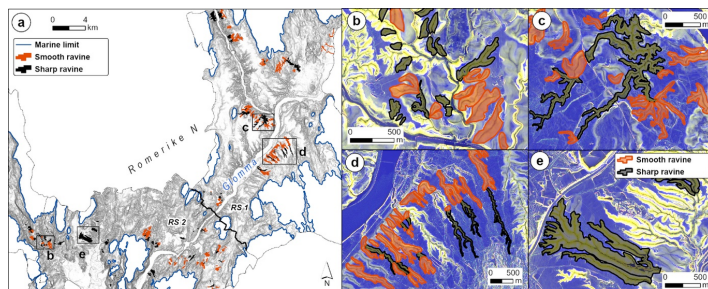 a
0 4
km
Marine limit
Smooth ravine
Sharp ravine
Romerike N
Glomma
c
d
RS 1
RS 2
b
e
N
b
0 500
m
c
0 500
m
d
0 500
m
e
Smooth ravine
Sharp ravine
0 500
m